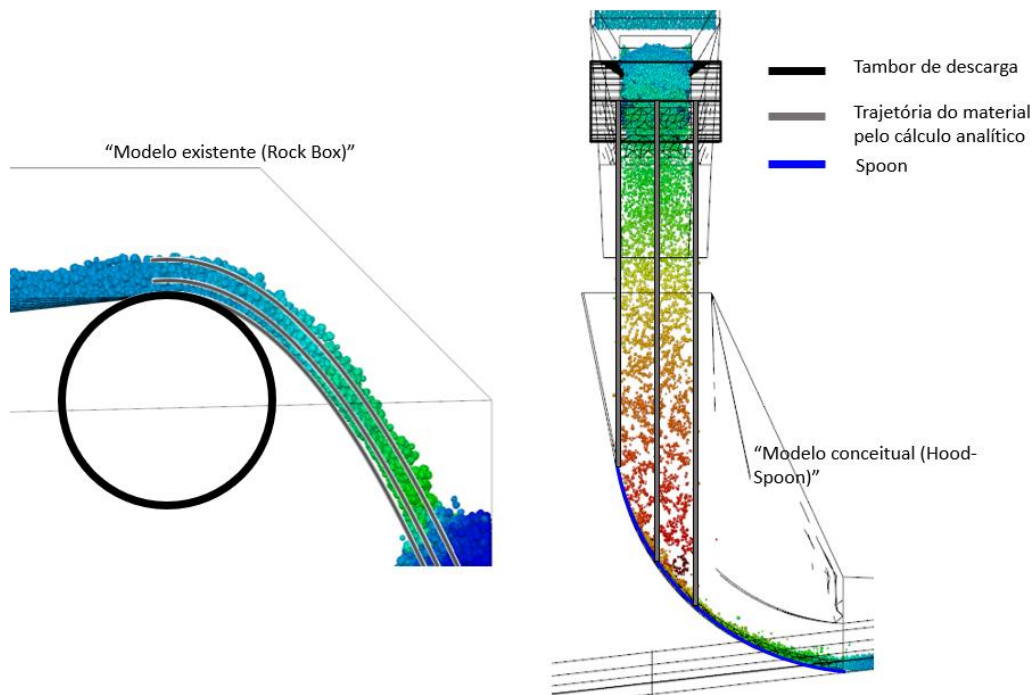 “Modelo existente (Rock Box)”
Tambor de descarga
Trajetória do material
pelo cálculo analítico
Spoon
“Modelo conceitual (Hood-
Spoon)”